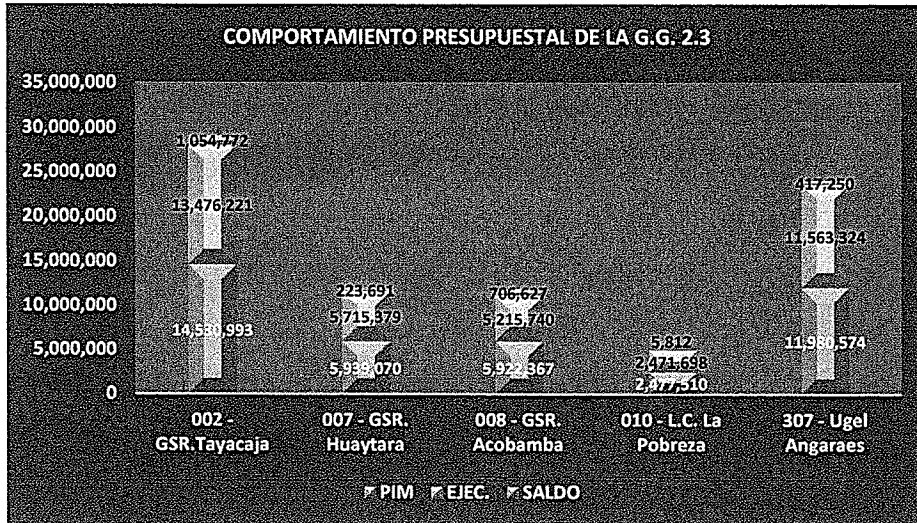 COMPORTAMIENTO PRESUPUESTAL DE LA G.G. 2.3
35,000,000
30,000,000
25,000,000
20,000,000
15,000,000
10,000,000
5,000,000
0
1,054,772
13,476,221
14,530,993
223,691
5,715,379
5,939,070
706,627
5,215,740
5,922,367
5,812
2,471,698
2,477,510
417,250
11,563,324
11,980,574
002 -
GSR.Tayacaja
007 - GSR.
Huaytara
008 - GSR.
Acobamba
010 - L.C. La
Pobreza
307 - Ugel
Angaraes
PIM EJEC. SALDO